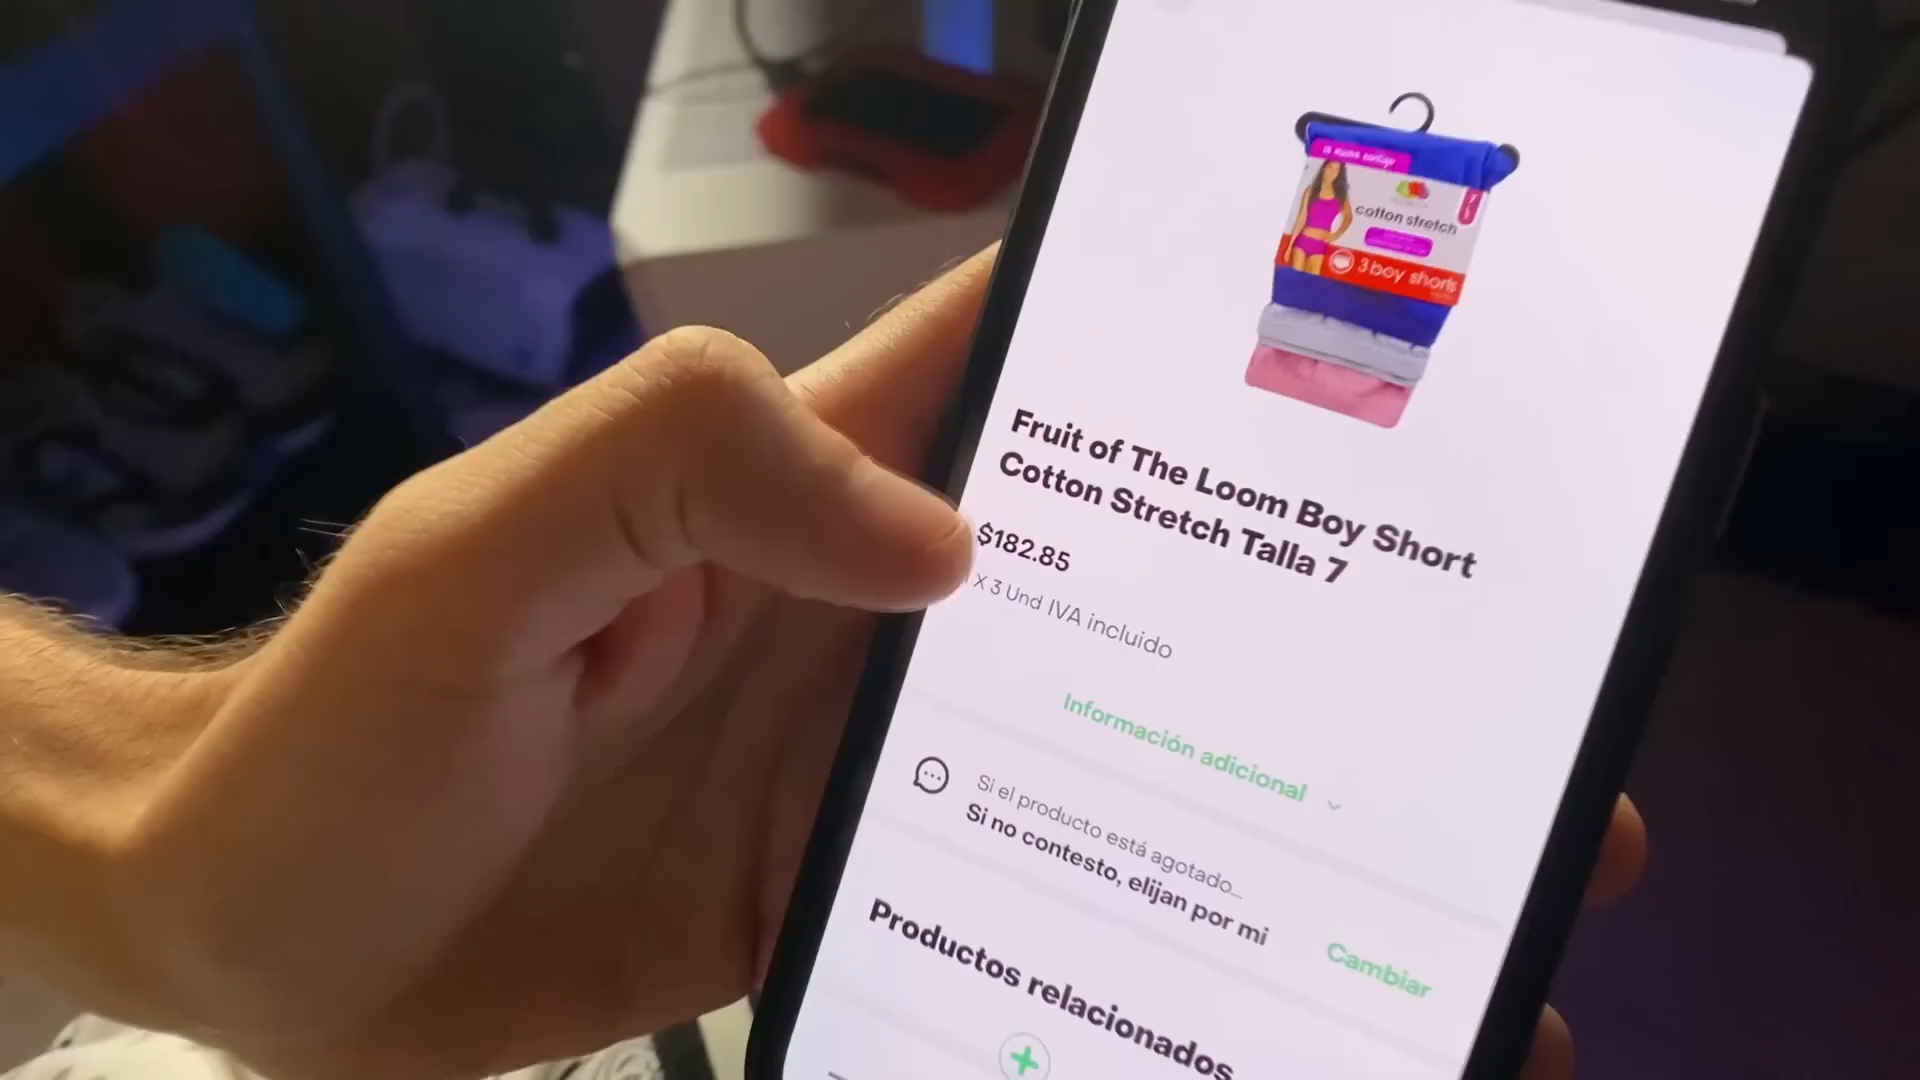 cotton stretch
3 boy shorts
Fruit of The Loom Boy Short
Cotton Stretch Talla 7
$182.85
X 3 Und IVA incluido
Información adicional
Si el producto está agotado...
Si no contesto, elijan por mi
Cambiar
Productos relacionados